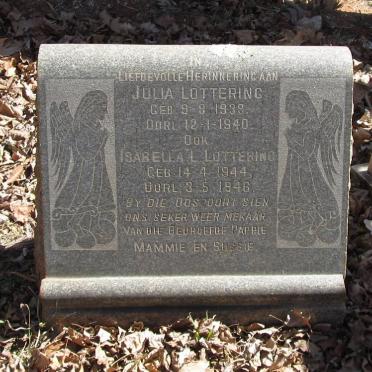 IN
LIEFDEVOLLE HERINNERING AAN
JULIA LOTTERING
GEB. 9·8·1938.
OORL. 12-1-1940.
OOK
ISABELLA L. LOTTERING
GEB. 14·4·1944
OORL. 3.5.1946
BY DIE OOS POORT SIEN
ONS SEKER WEER MEKAAR.
VAN DIE BEDROEFDE PAPPIE
MAMMIE EN SUSSIE.